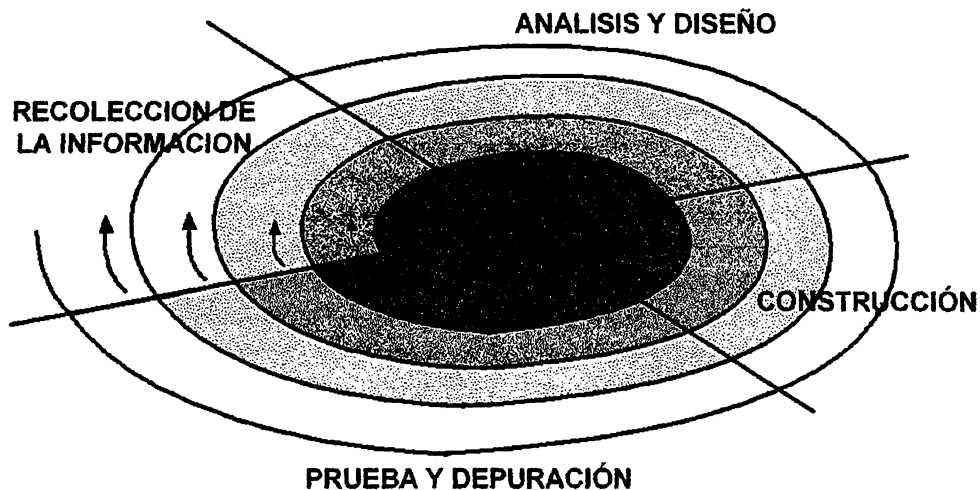 ANALISIS Y DISEÑO
RECOLECCION DE
LA INFORMACION
CONSTRUCCIÓN
PRUEBA Y DEPURACIÓN